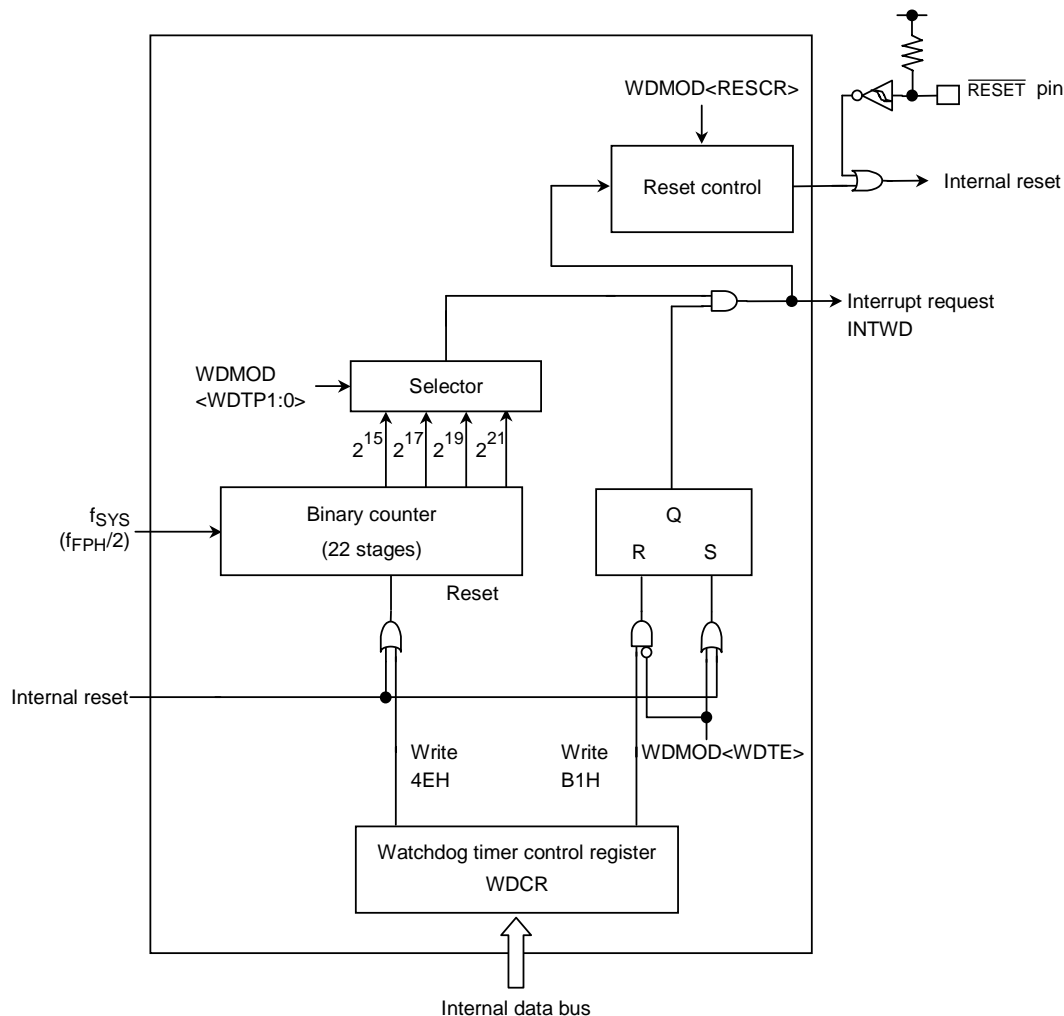 RESET pin
WDMOD<RESCR>
Reset control
Internal reset
Interrupt request
INTWD
WDMOD
<WDTP1:0>
Selector
2^15 2^17 2^19 2^21
fSYS
(fFPH/2)
Binary counter
(22 stages)
Q
R S
Reset
Internal reset
Write
4EH
Write
B1H
WDMOD<WDTE>
Watchdog timer control register
WDCR
Internal data bus